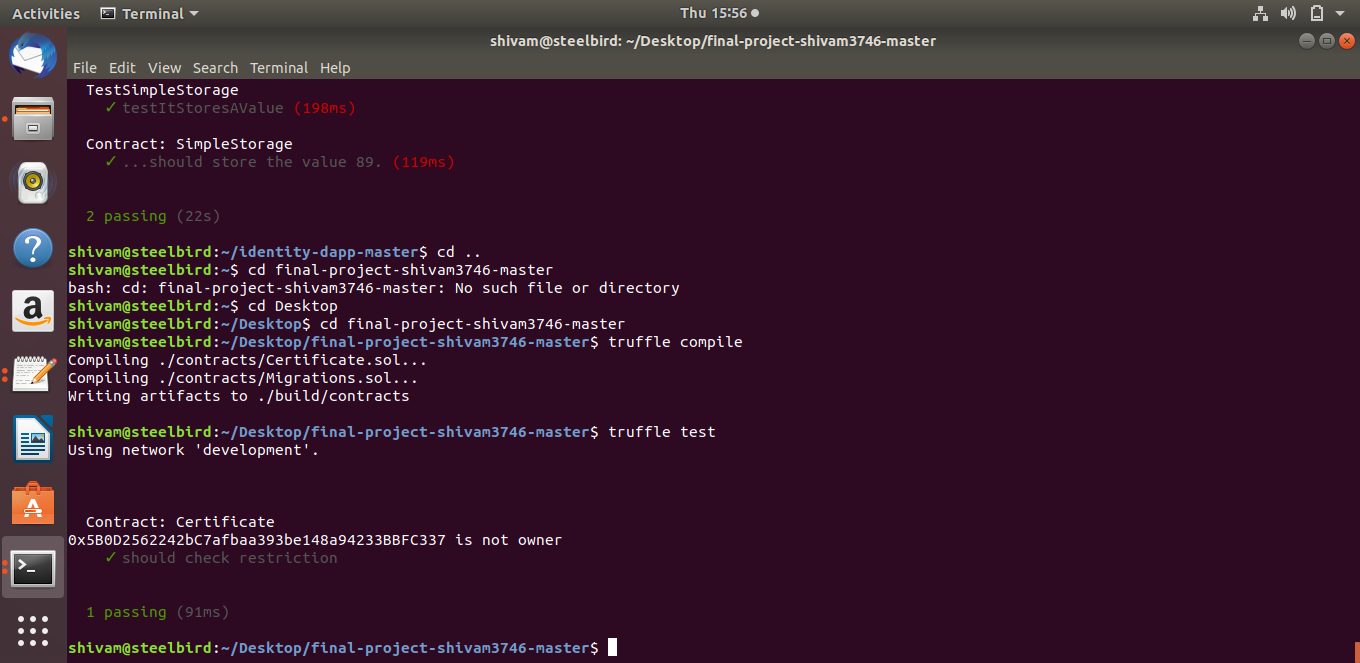 Activities Terminal Thu 15:56
shivam@steelbird: ~/Desktop/final-project-shivam3746-master
File Edit View Search Terminal Help
TestSimpleStorage
✓ testItStoresAValue (198ms)
Contract: SimpleStorage
✓ ...should store the value 89. (119ms)
2 passing (22s)
shivam@steelbird:~/identity-dapp-master$ cd ..
shivam@steelbird:~$ cd final-project-shivam3746-master
bash: cd: final-project-shivam3746-master: No such file or directory
shivam@steelbird:~$ cd Desktop
shivam@steelbird:~/Desktop$ cd final-project-shivam3746-master
shivam@steelbird:~/Desktop/final-project-shivam3746-master$ truffle compile
Compiling ./contracts/Certificate.sol...
Compiling ./contracts/Migrations.sol...
Writing artifacts to ./build/contracts
shivam@steelbird:~/Desktop/final-project-shivam3746-master$ truffle test
Using network 'development'.
Contract: Certificate
0x5B0D2562242bC7afbaa393be148a94233BBFC337 is not owner
✓ should check restriction
1 passing (91ms)
shivam@steelbird:~/Desktop/final-project-shivam3746-master$